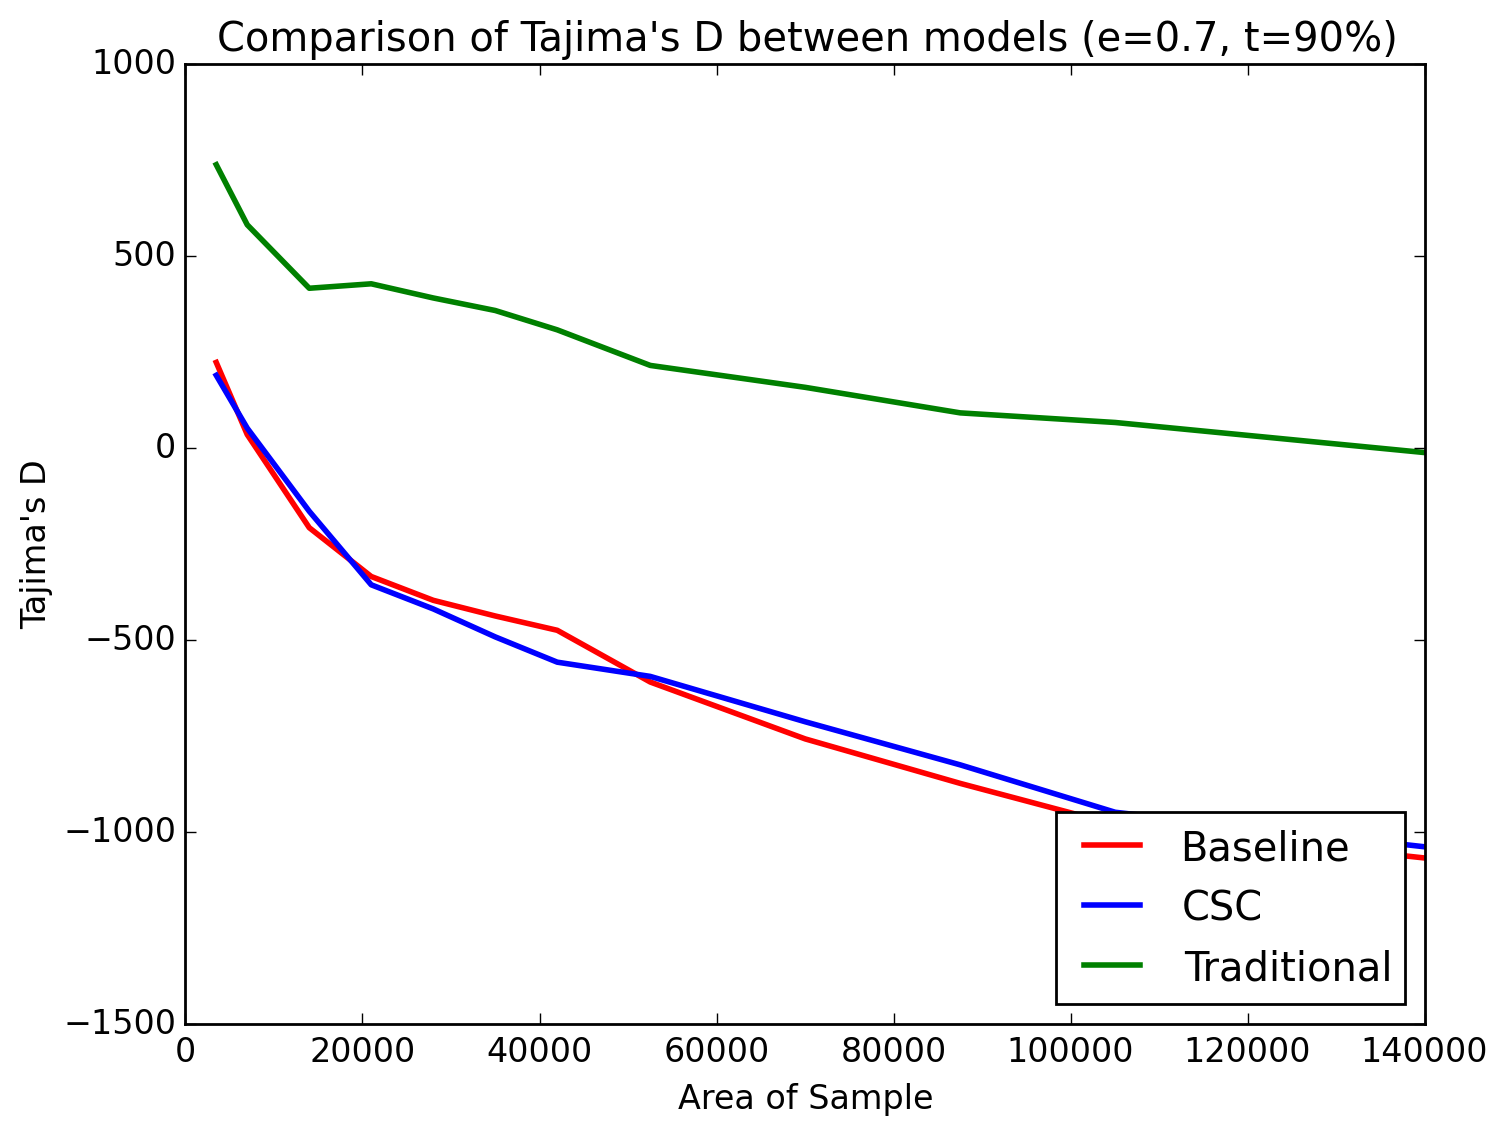 Comparison of Tajima's D between models (e=0.7, t=90%)
1000
500
0
−500
−1000
−1500
Tajima's D
Baseline
CSC
Traditional
0 20000 40000 60000 80000 100000 120000 140000
Area of Sample